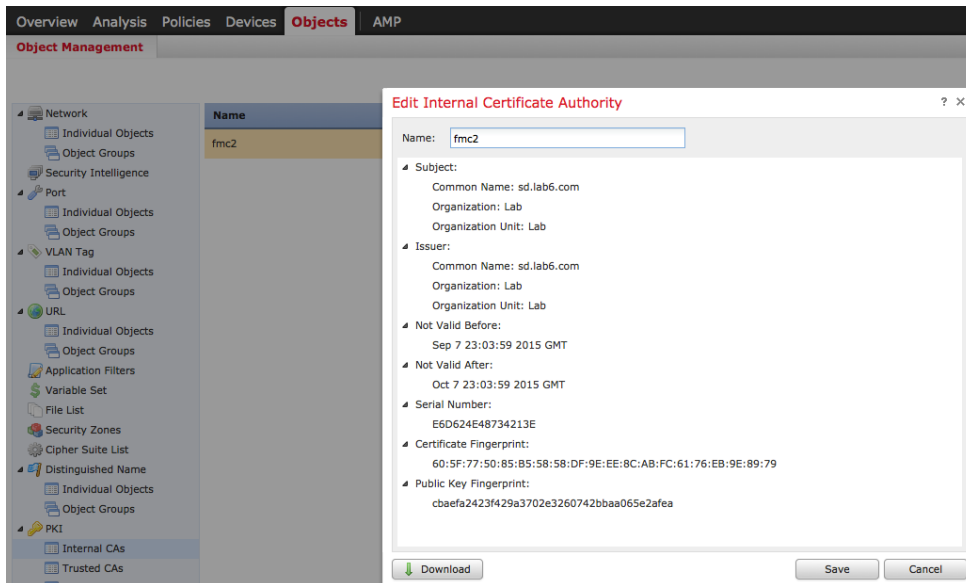 Overview Analysis Policies Devices Objects AMP
Object Management
Network
Individual Objects
Object Groups
Security Intelligence
Port
Individual Objects
Object Groups
VLAN Tag
Individual Objects
Object Groups
URL
Individual Objects
Object Groups
Application Filters
Variable Set
File List
Security Zones
Cipher Suite List
Distinguished Name
Individual Objects
Object Groups
PKI
Internal CAs
Trusted CAs
Name
fmc2
Edit Internal Certificate Authority ? X
Name: fmc2
Subject:
Common Name: sd.lab6.com
Organization: Lab
Organization Unit: Lab
Issuer:
Common Name: sd.lab6.com
Organization: Lab
Organization Unit: Lab
Not Valid Before:
Sep 7 23:03:59 2015 GMT
Not Valid After:
Oct 7 23:03:59 2015 GMT
Serial Number:
E6D624E48734213E
Certificate Fingerprint:
60:5F:77:50:85:B5:58:58:DF:9E:EE:8C:AB:FC:61:76:EB:9E:89:79
Public Key Fingerprint:
cbaefa2423f429a3702e3260742bbaa065e2afea
Download Save Cancel